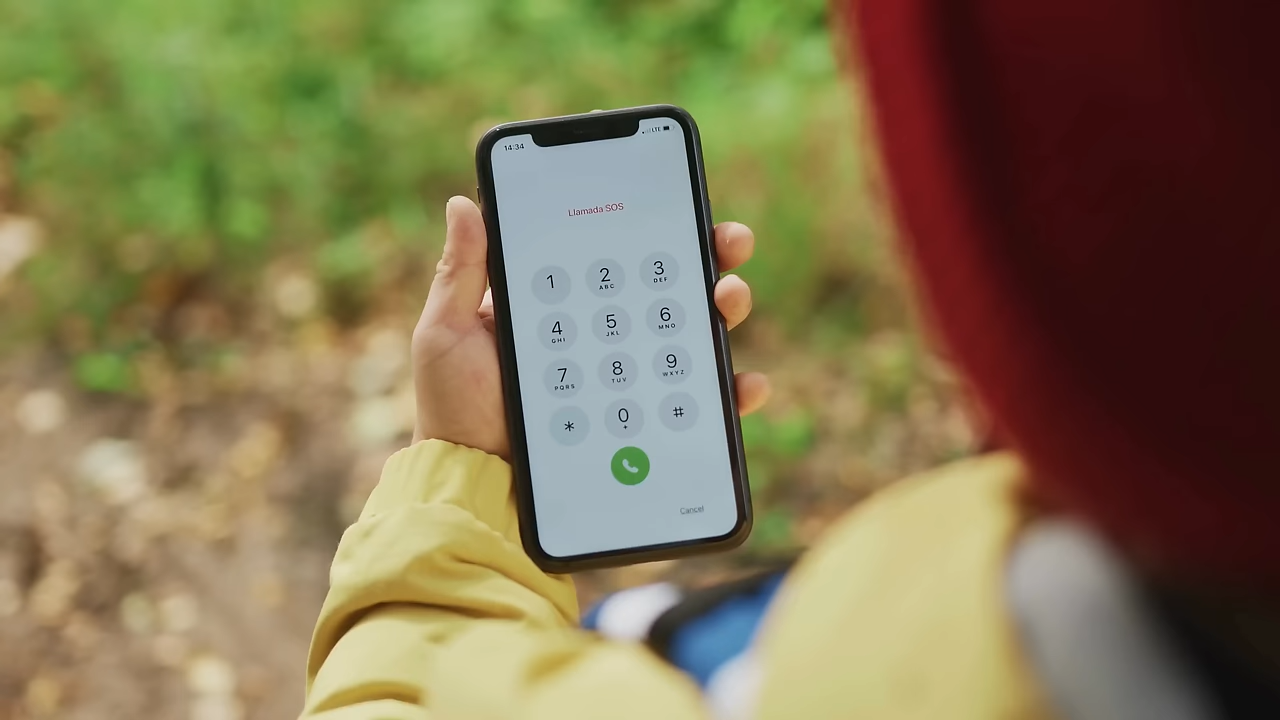 14:34 LTE
Llamada SOS
1 2 3
ABC DEF
4 5 6
GHI JKL MNO
7 8 9
PQRS TUV WXYZ
* 0 #
+
Cancel